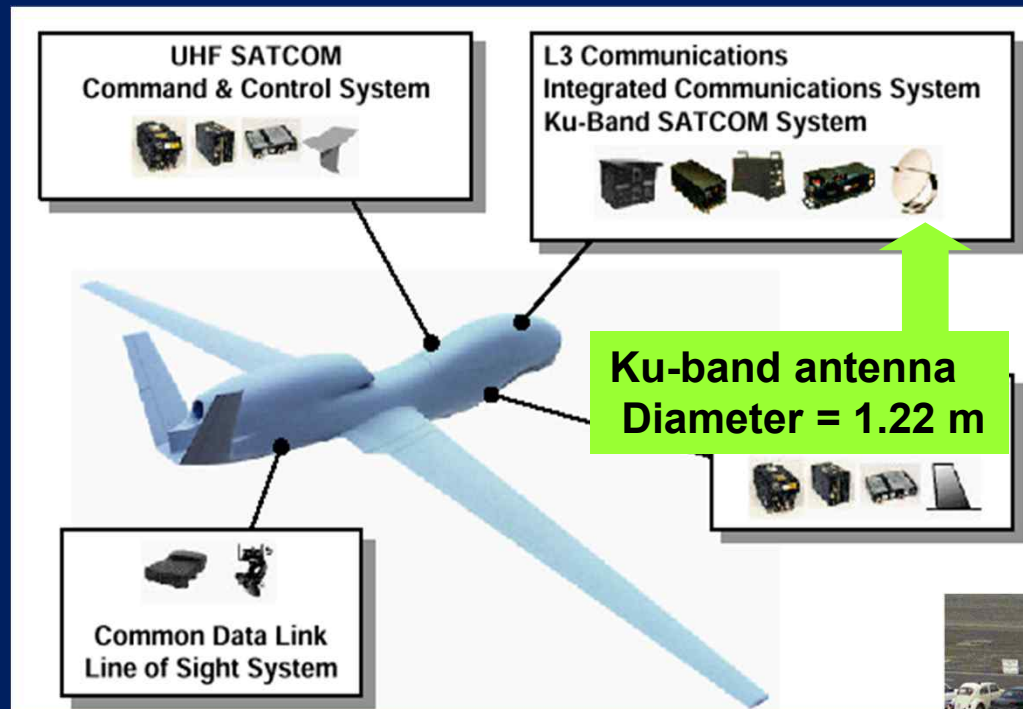 UHF SATCOM
Command & Control System
L3 Communications
Integrated Communications System
Ku-Band SATCOM System
Ku-band antenna
Diameter = 1.22 m
Common Data Link
Line of Sight System